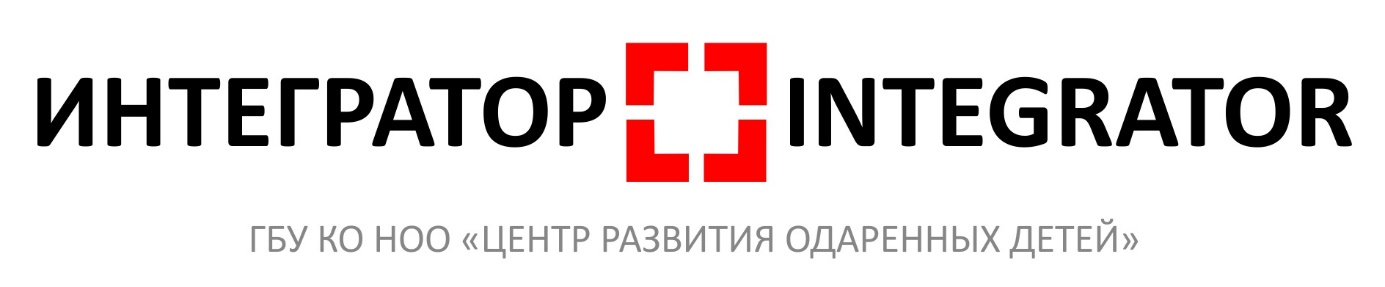 ИНТЕГРАТОР INTEGRATOR
ГБУ КО НОО «ЦЕНТР РАЗВИТИЯ ОДАРЕННЫХ ДЕТЕЙ»